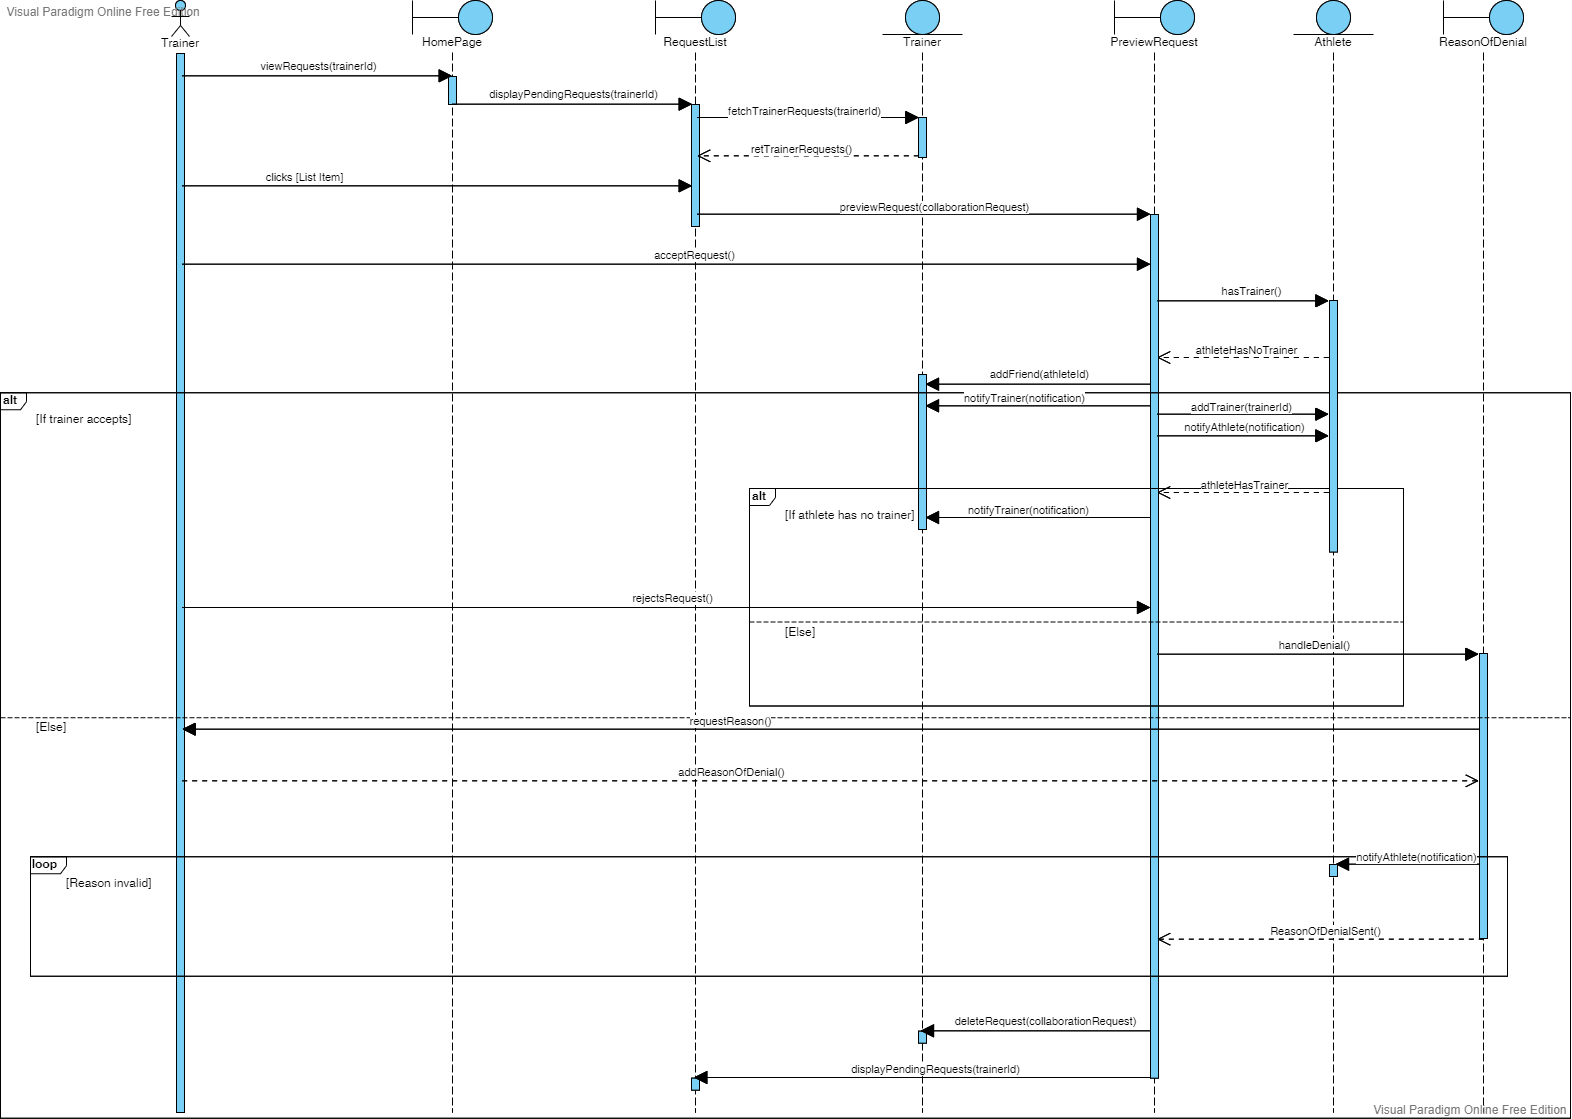 Visual Paradigm Online Free Edition
Trainer
HomePage
RequestList
Trainer
PreviewRequest
Athlete
ReasonOfDenial
viewRequests(trainerId)
displayPendingRequests(trainerId)
fetchTrainerRequests(trainerId)
retTrainerRequests()
clicks [List Item]
previewRequest(collaborationRequest)
acceptRequest()
hasTrainer()
athleteHasNoTrainer
addFriend(athleteId)
alt
notifyTrainer(notification)
addTrainer(trainerId)
[If trainer accepts]
notifyAthlete(notification)
athleteHasTrainer
alt
notifyTrainer(notification)
[If athlete has no trainer]
rejectsRequest()
[Else]
handleDenial()
requestReason()
[Else]
addReasonOfDenial()
notifyAthlete(notification)
loop
[Reason invalid]
ReasonOfDenialSent()
deleteRequest(collaborationRequest)
displayPendingRequests(trainerId)
Visual Paradigm Online Free Edition